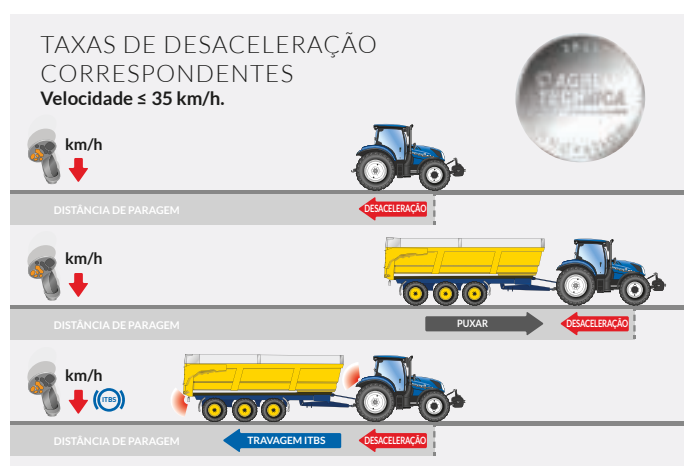 TAXAS DE DESACELERAÇÃO
CORRESPONDENTES
Velocidade ≤ 35 km/h.
AGRITECHNICA
km/h
DISTÂNCIA DE PARAGEM
DESACELERAÇÃO
km/h
DISTÂNCIA DE PARAGEM
PUXAR
DESACELERAÇÃO
km/h
ITBS
DISTÂNCIA DE PARAGEM
TRAVAGEM ITBS
DESACELERAÇÃO